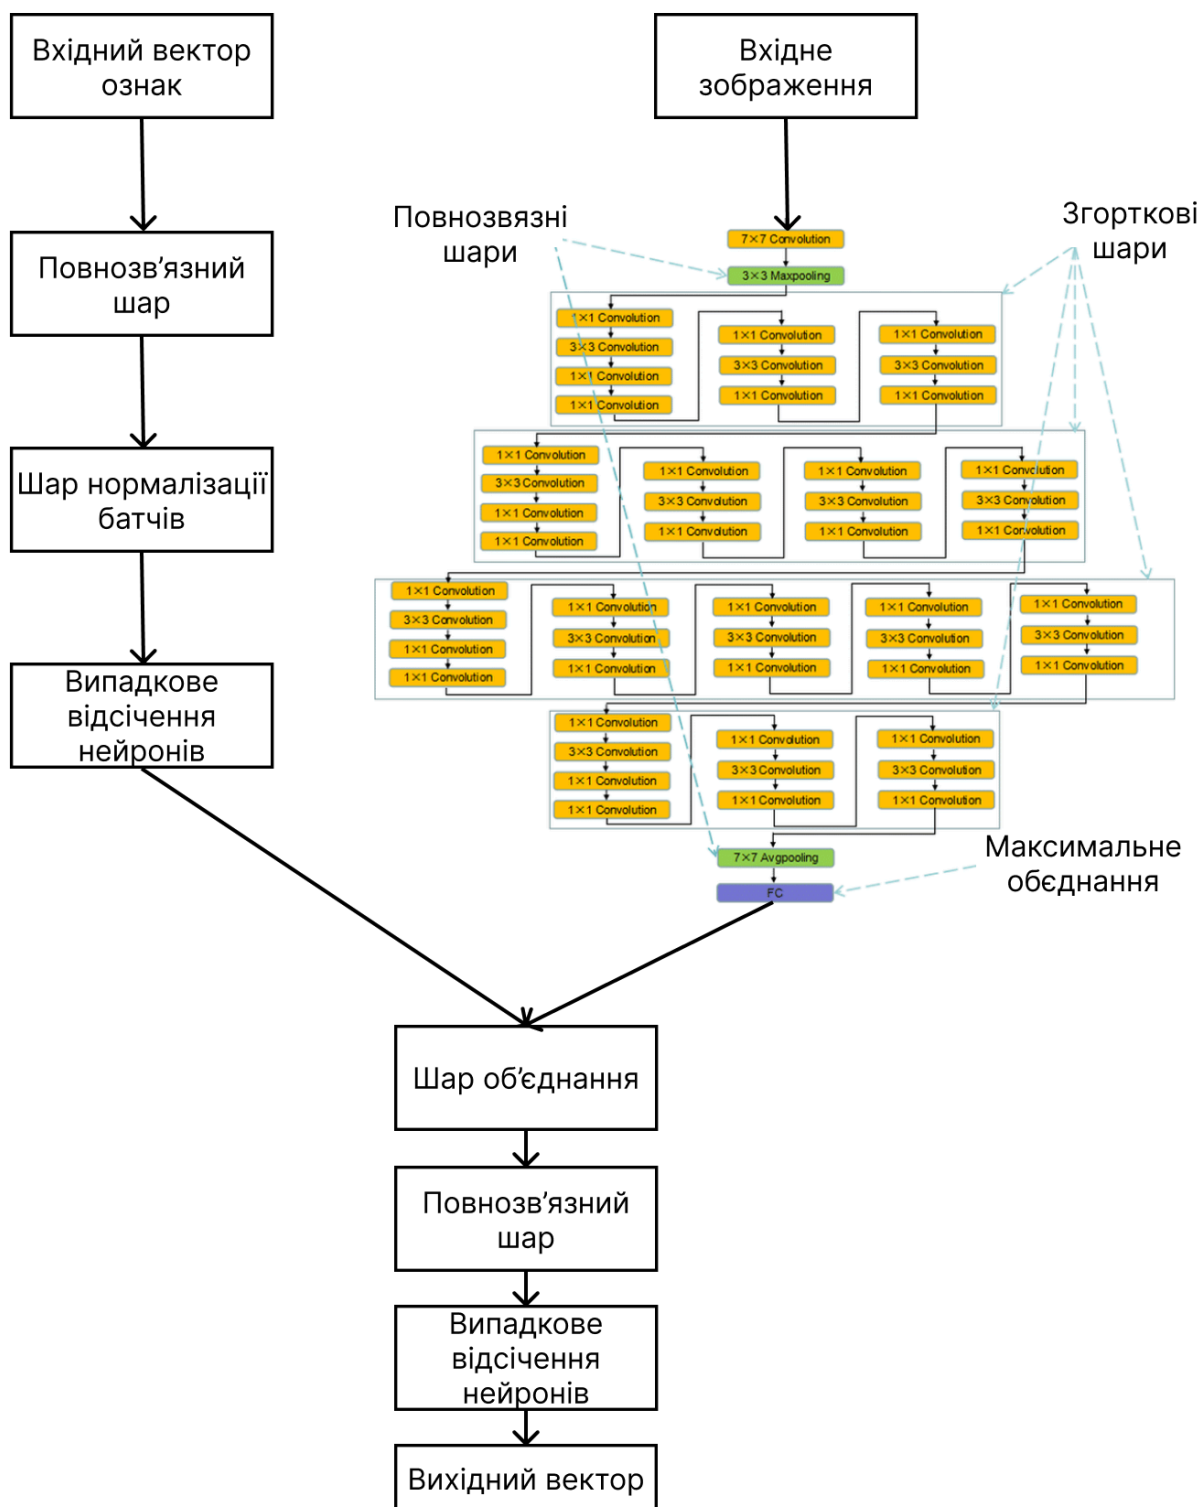 Вхідний вектор
ознак
Повнозв'язний
шар
Шар нормалізації
батчів
Випадкове
відсічення
нейронів
Вхідне
зображення
Повнозвязні
шари
Згорткові
шари
7×7 Convolution
3×3 Maxpooling
1×1 Convolution
3×3 Convolution
1×1 Convolution
1×1 Convolution
1×1 Convolution
3×3 Convolution
1×1 Convolution
1×1 Convolution
3×3 Convolution
1×1 Convolution
1×1 Convolution
3×3 Convolution
1×1 Convolution
1×1 Convolution
1×1 Convolution
3×3 Convolution
1×1 Convolution
1×1 Convolution
3×3 Convolution
1×1 Convolution
1×1 Convolution
3×3 Convolution
1×1 Convolution
1×1 Convolution
3×3 Convolution
1×1 Convolution
1×1 Convolution
1×1 Convolution
3×3 Convolution
1×1 Convolution
1×1 Convolution
3×3 Convolution
1×1 Convolution
1×1 Convolution
3×3 Convolution
1×1 Convolution
1×1 Convolution
3×3 Convolution
1×1 Convolution
1×1 Convolution
3×3 Convolution
1×1 Convolution
1×1 Convolution
1×1 Convolution
3×3 Convolution
1×1 Convolution
1×1 Convolution
3×3 Convolution
1×1 Convolution
7×7 Avgpooling
FC
Максимальне
обєднання
Шар об'єднання
Повнозв'язний
шар
Випадкове
відсічення
нейронів
Вихідний вектор